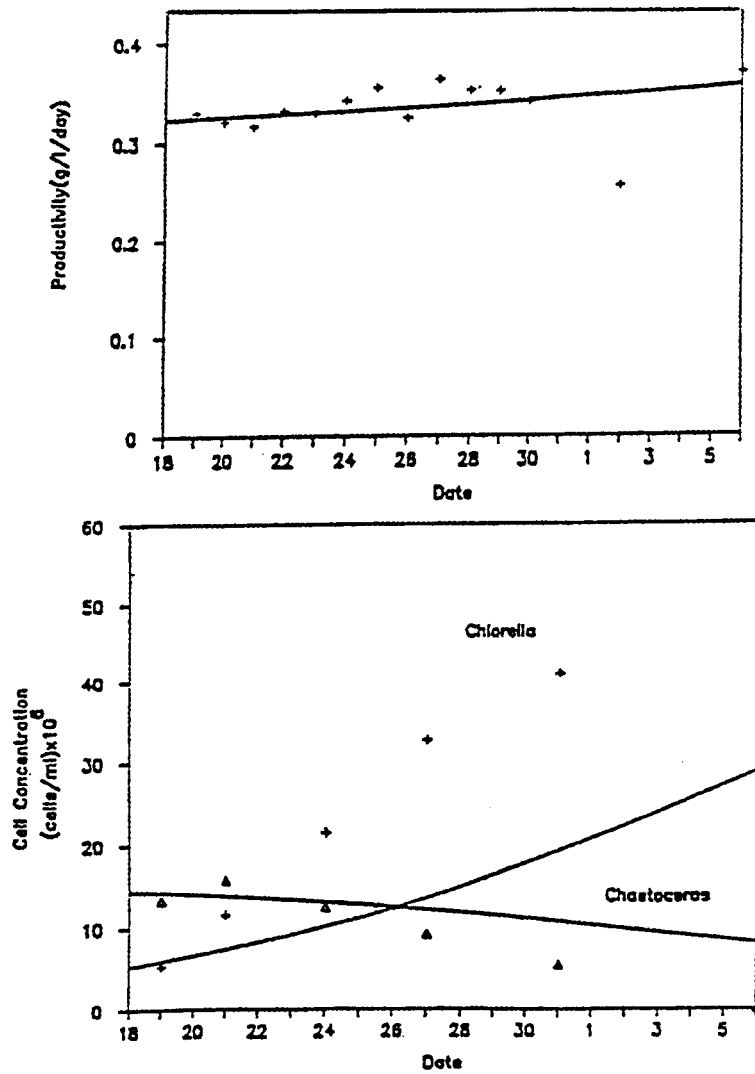 0.4
0.3
0.2
0.1
0
Productivity(g/l/day)
18 20 22 24 26 28 30 1 3 5
Date
60
50
40
30
20
10
0
Cell Concentration
(cells/ml)x10^6
Chlorella
Chaetoceros
18 20 22 24 26 28 30 1 3 5
Date